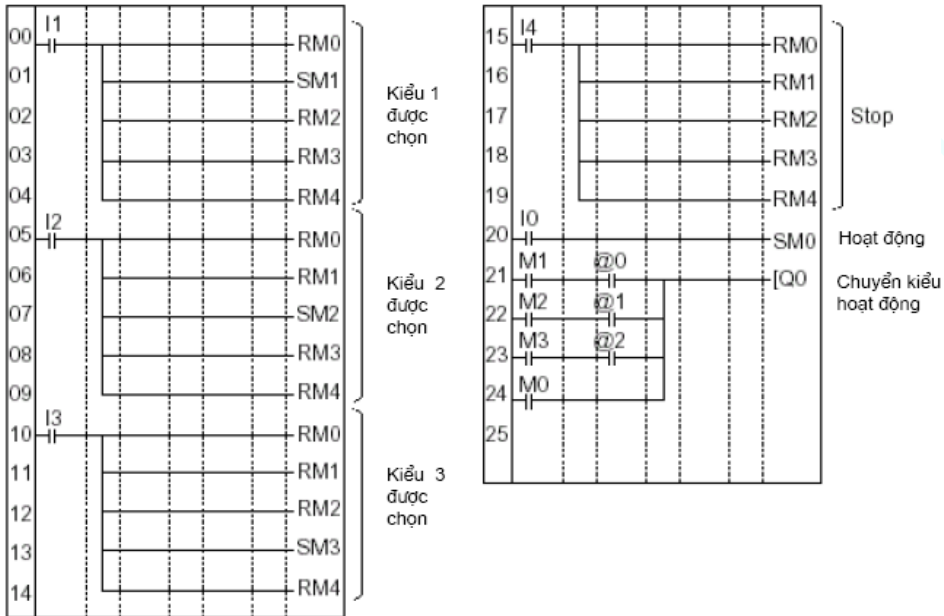 00 I1 RM0
01 SM1
02 RM2
03 RM3
04 RM4
Kiểu 1
được
chọn
05 I2 RM0
06 RM1
07 SM2
08 RM3
09 RM4
Kiểu 2
được
chọn
10 I3 RM0
11 RM1
12 RM2
13 SM3
14 RM4
Kiểu 3
được
chọn
15 I4 RM0
16 RM1
17 RM2
18 RM3
19 RM4
Stop
20 I0 SM0 Hoạt động
21 M1 @0 [Q0 Chuyển kiểu
hoạt động
22 M2 @1
23 M3 @2
24 M0
25